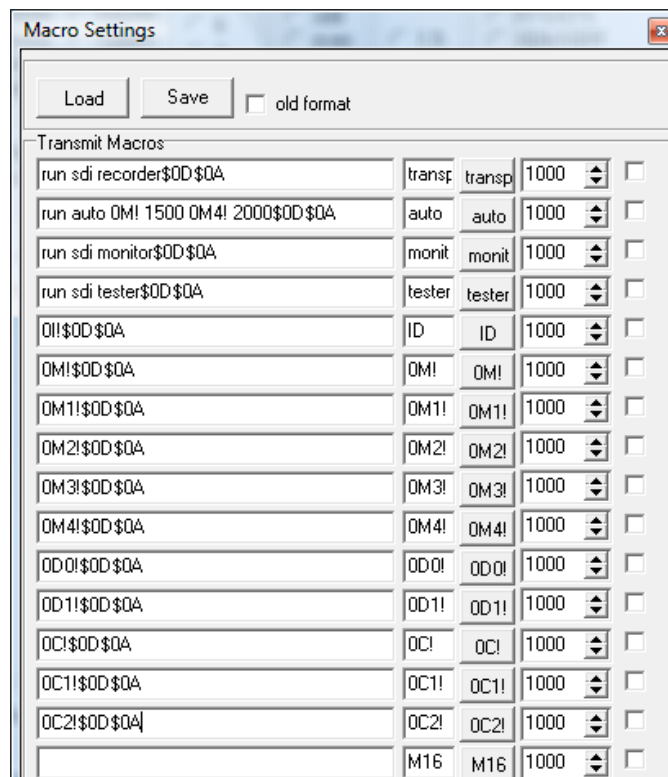 Macro Settings
Load Save old format
Transmit Macros
run sdi recorder$0D$0A transp transp 1000
run auto 0M! 1500 0M4! 2000$0D$0A auto auto 1000
run sdi monitor$0D$0A monit monit 1000
run sdi tester$0D$0A tester tester 1000
0I!$0D$0A ID ID 1000
0M!$0D$0A 0M! 0M! 1000
0M1!$0D$0A 0M1! 0M1! 1000
0M2!$0D$0A 0M2! 0M2! 1000
0M3!$0D$0A 0M3! 0M3! 1000
0M4!$0D$0A 0M4! 0M4! 1000
0D0!$0D$0A 0D0! 0D0! 1000
0D1!$0D$0A 0D1! 0D1! 1000
0C!$0D$0A 0C! 0C! 1000
0C1!$0D$0A 0C1! 0C1! 1000
0C2!$0D$0A 0C2! 0C2! 1000
M16 M16 1000